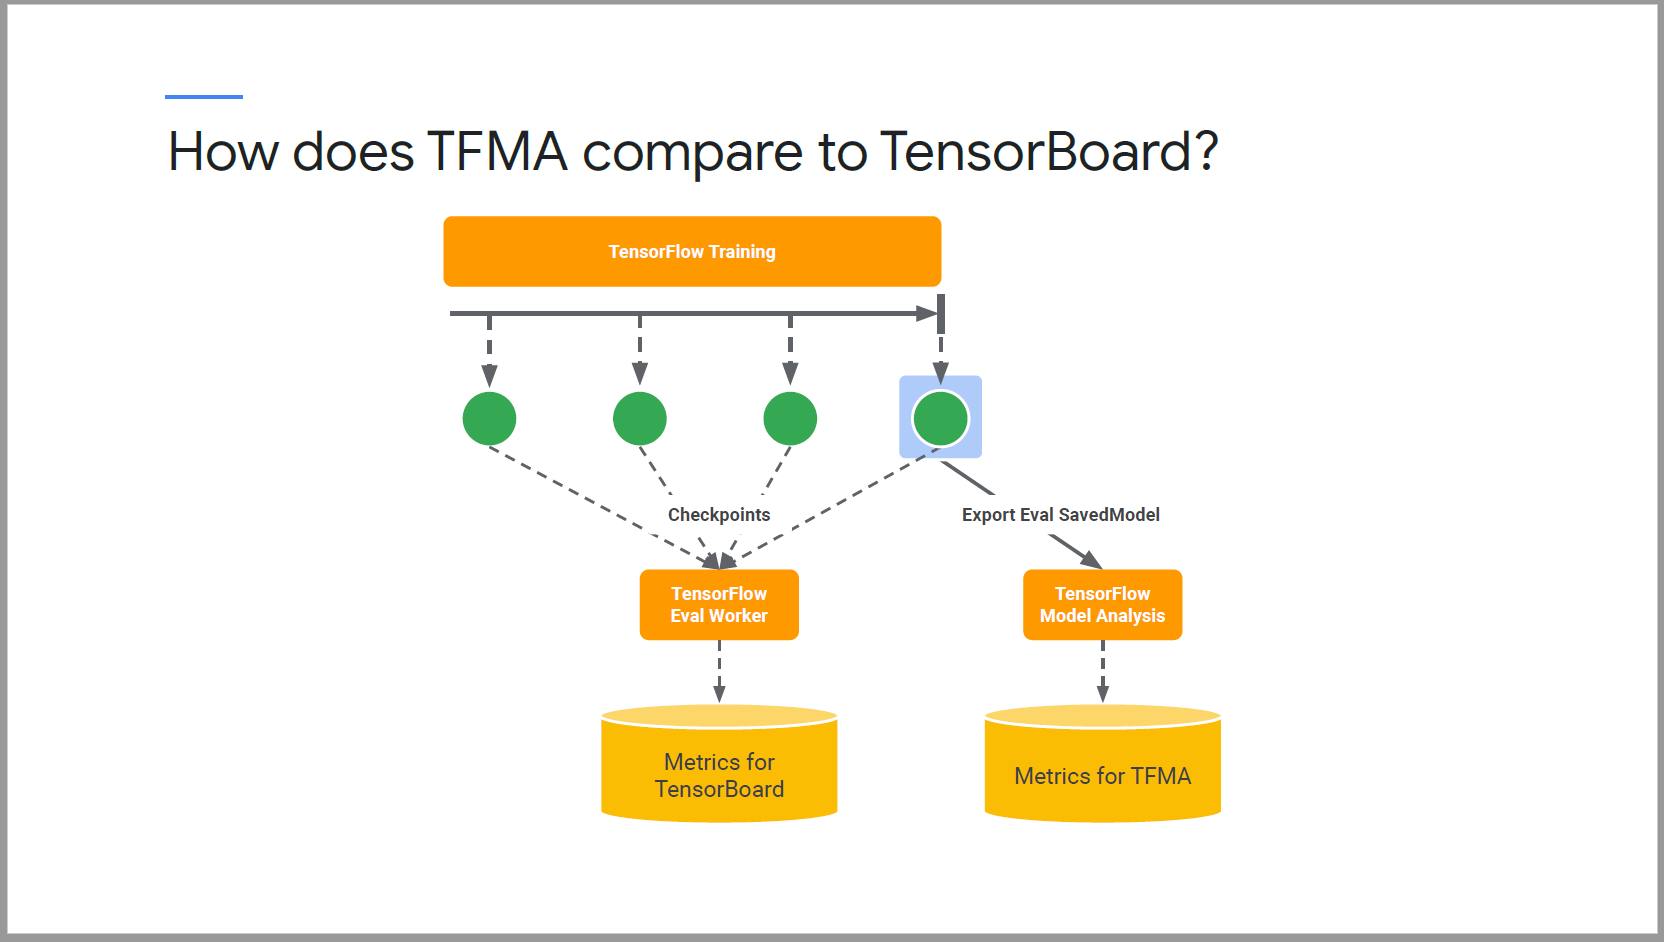 How does TFMA compare to TensorBoard?
TensorFlow Training
Checkpoints
Export Eval SavedModel
TensorFlow
Eval Worker
TensorFlow
Model Analysis
Metrics for
TensorBoard
Metrics for TFMA